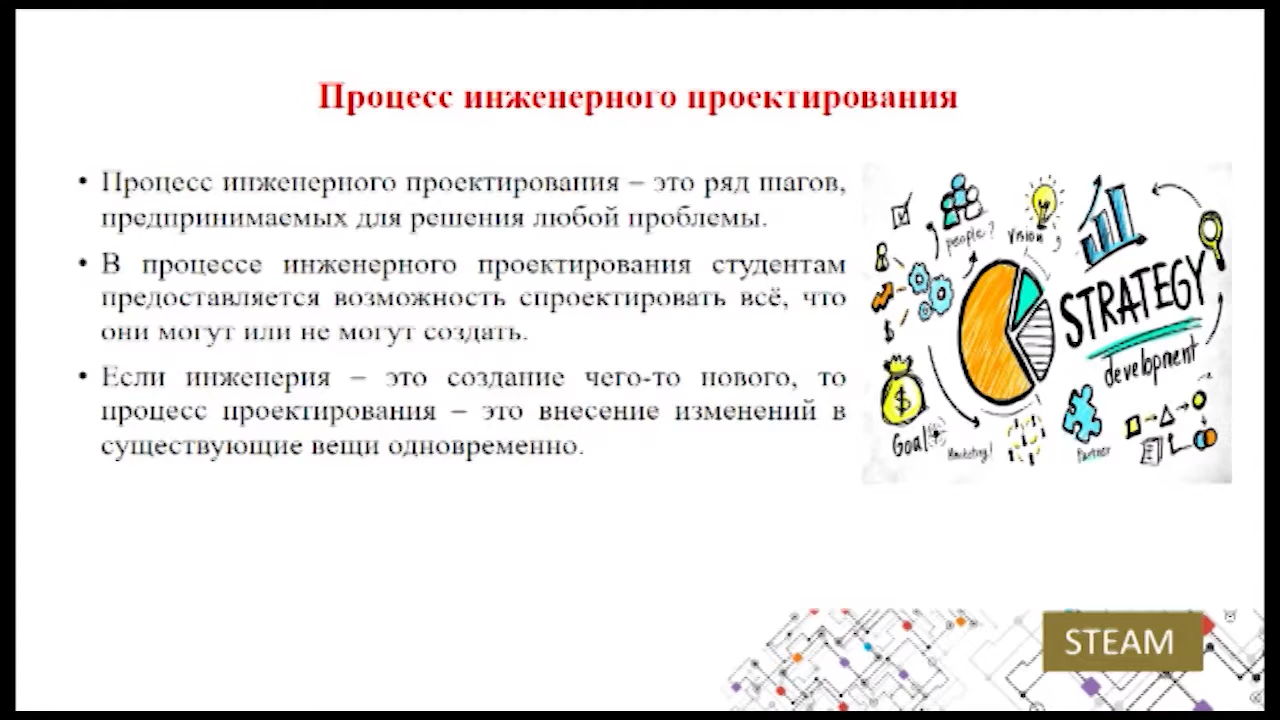 Процесс инженерного проектирования
• Процесс инженерного проектирования – это ряд шагов,
предпринимаемых для решения любой проблемы.
• В процессе инженерного проектирования студентам
предоставляется возможность спроектировать всё, что
они могут или не могут создать.
• Если инженерия – это создание чего-то нового, то
процесс проектирования – это внесение изменений в
существующие вещи одновременно.
people?
Vision
STRATEGY
development
$
$
Goal
Marketing!
Partner
STEAM